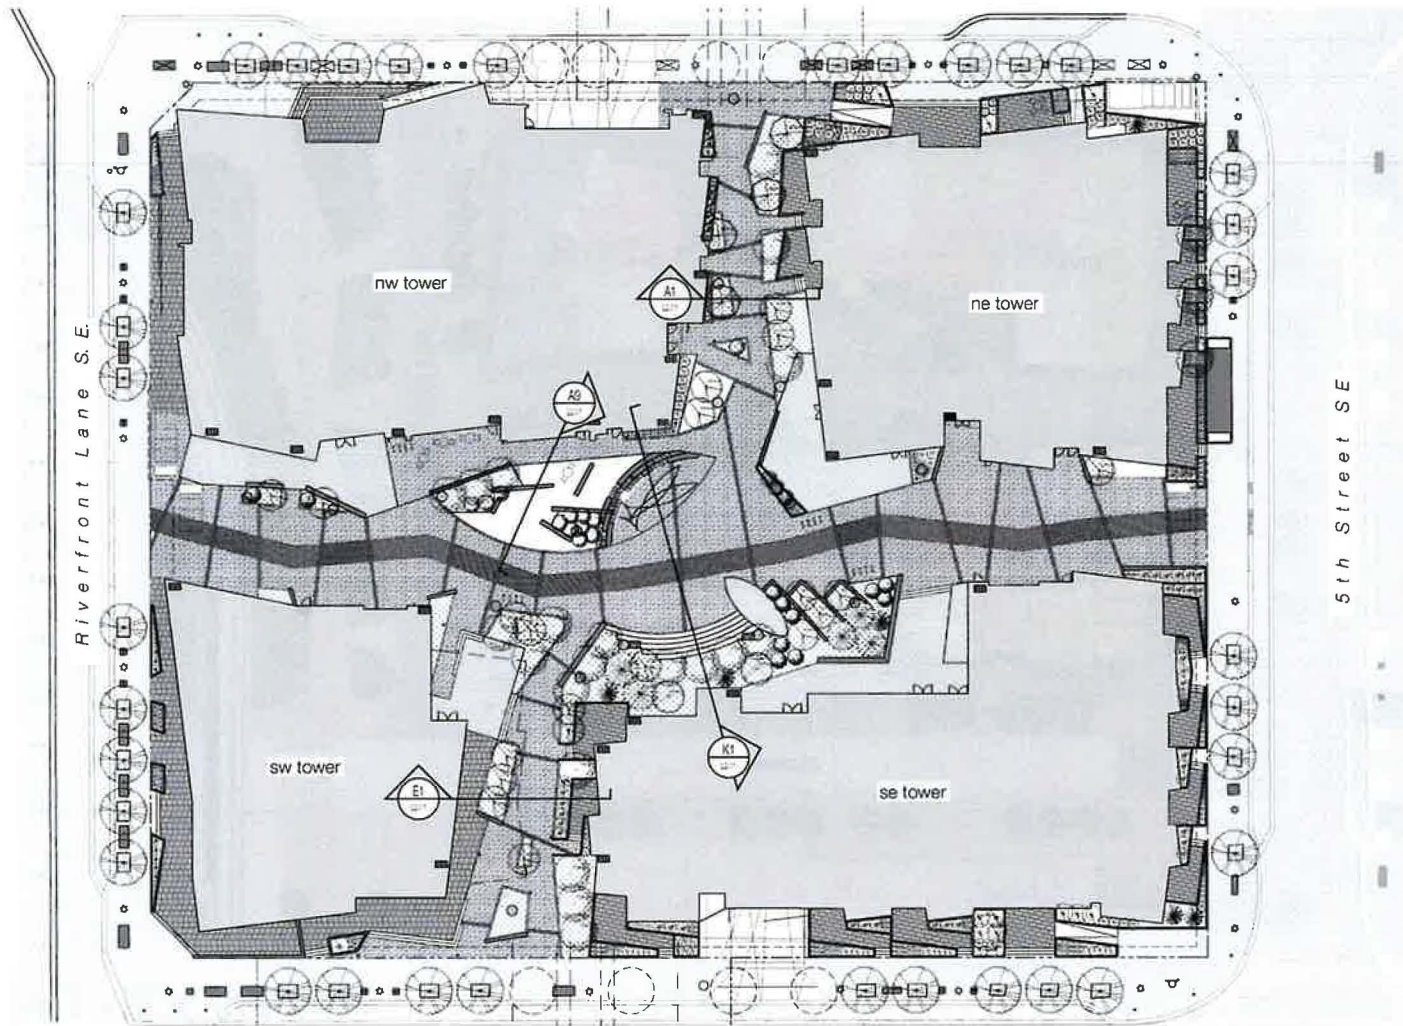 nw tower
A1
ne tower
A9
Riverfront Lane S.E.
5th Street SE
sw tower
E1
K1
se tower